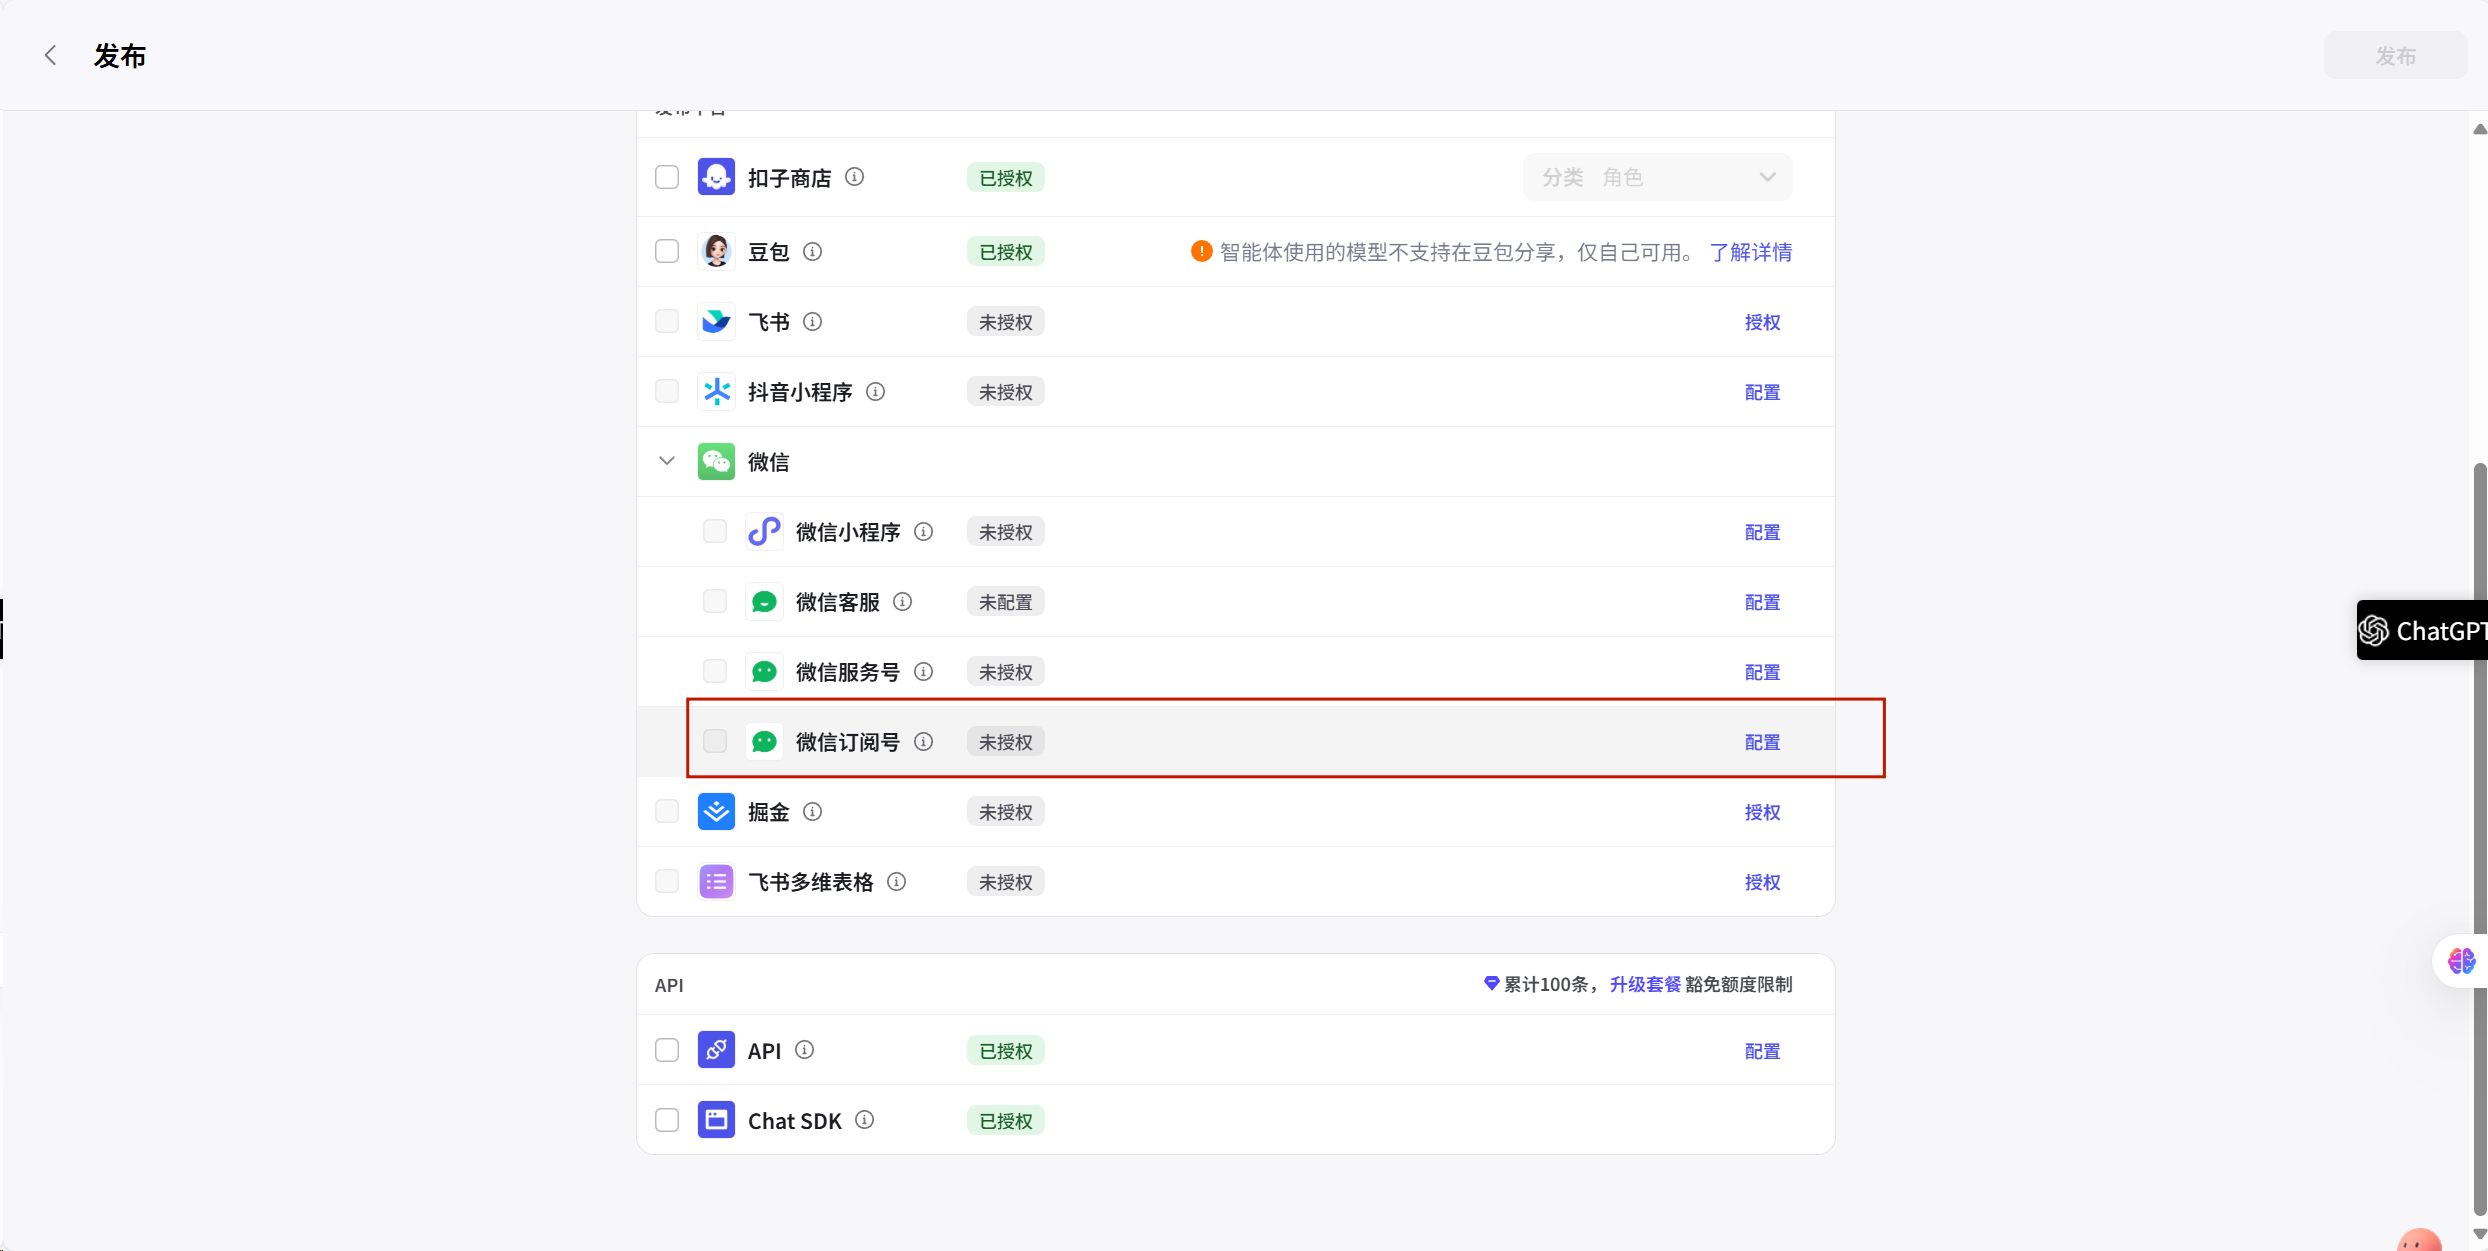 发布
发布
发布平台
扣子商店 已授权 分类 角色
豆包 已授权 智能体使用的模型不支持在豆包分享，仅自己可用。 了解详情
飞书 未授权 授权
抖音小程序 未授权 配置
微信
微信小程序 未授权 配置
微信客服 未配置 配置
微信服务号 未授权 配置
微信订阅号 未授权 配置
掘金 未授权 授权
飞书多维表格 未授权 授权
API 累计100条， 升级套餐 豁免额度限制
API 已授权 配置
Chat SDK 已授权
ChatGPT